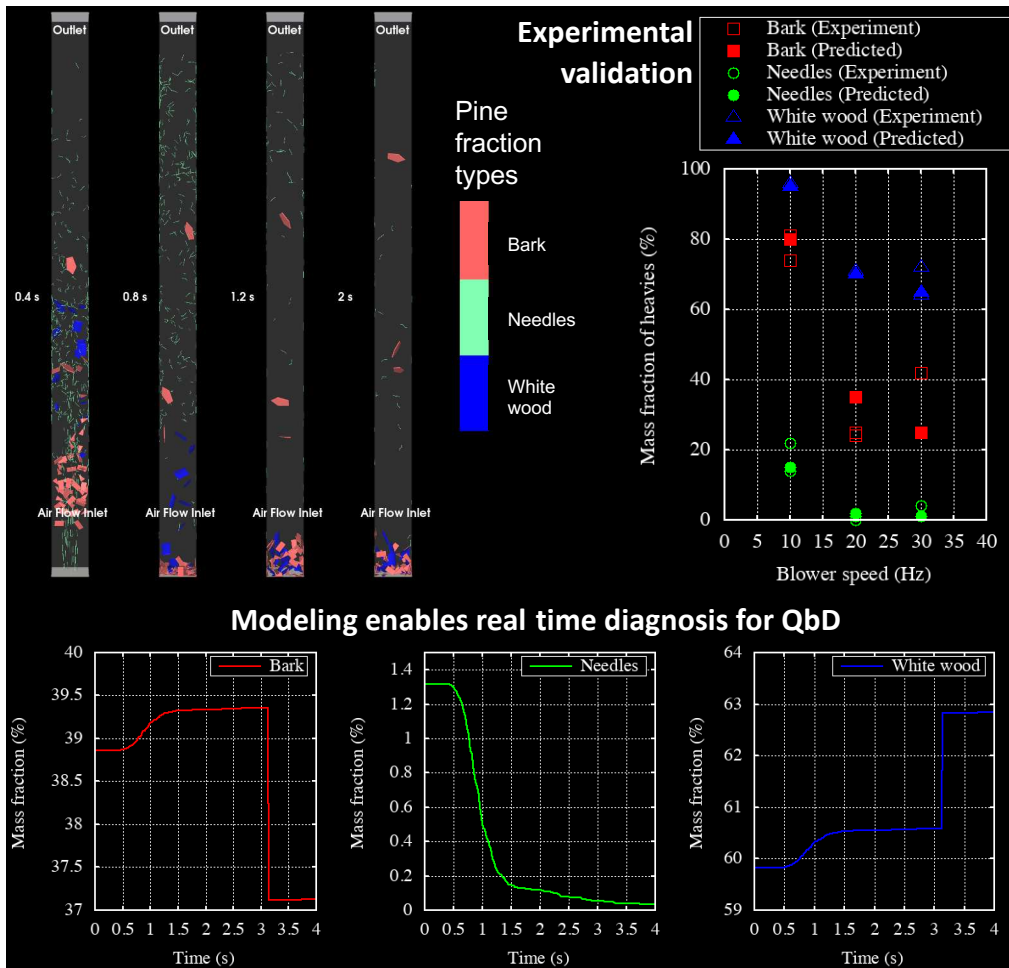 Outlet
Outlet
Outlet
Outlet
0.4 s
0.8 s
1.2 s
2 s
Air Flow Inlet
Air Flow Inlet
Air Flow Inlet
Air Flow Inlet
Pine
fraction
types
Bark
Needles
White
wood
Experimental
validation
Bark (Experiment)
Bark (Predicted)
Needles (Experiment)
Needles (Predicted)
White wood (Experiment)
White wood (Predicted)
Mass fraction of heavies (%)
100
80
60
40
20
0
0 5 10 15 20 25 30 35 40
Blower speed (Hz)
Modeling enables real time diagnosis for QbD
Bark
Mass fraction (%)
40
39.5
39
38.5
38
37.5
37
0 0.5 1 1.5 2 2.5 3 3.5 4
Time (s)
Needles
Mass fraction (%)
1.4
1.2
1
0.8
0.6
0.4
0.2
0
0 0.5 1 1.5 2 2.5 3 3.5 4
Time (s)
White wood
Mass fraction (%)
64
63
62
61
60
59
0 0.5 1 1.5 2 2.5 3 3.5 4
Time (s)